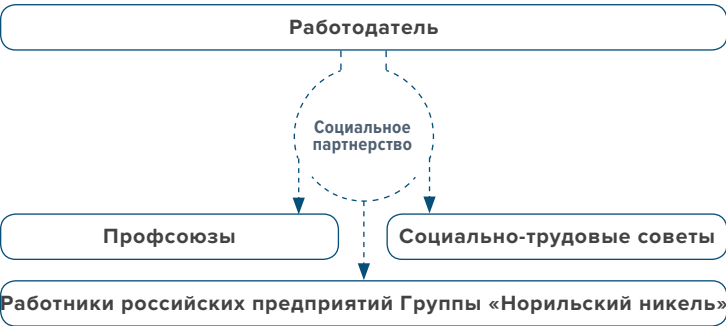 Работодатель
Социальное
партнерство
Профсоюзы
Социально-трудовые советы
Работники российских предприятий Группы «Норильский никель»